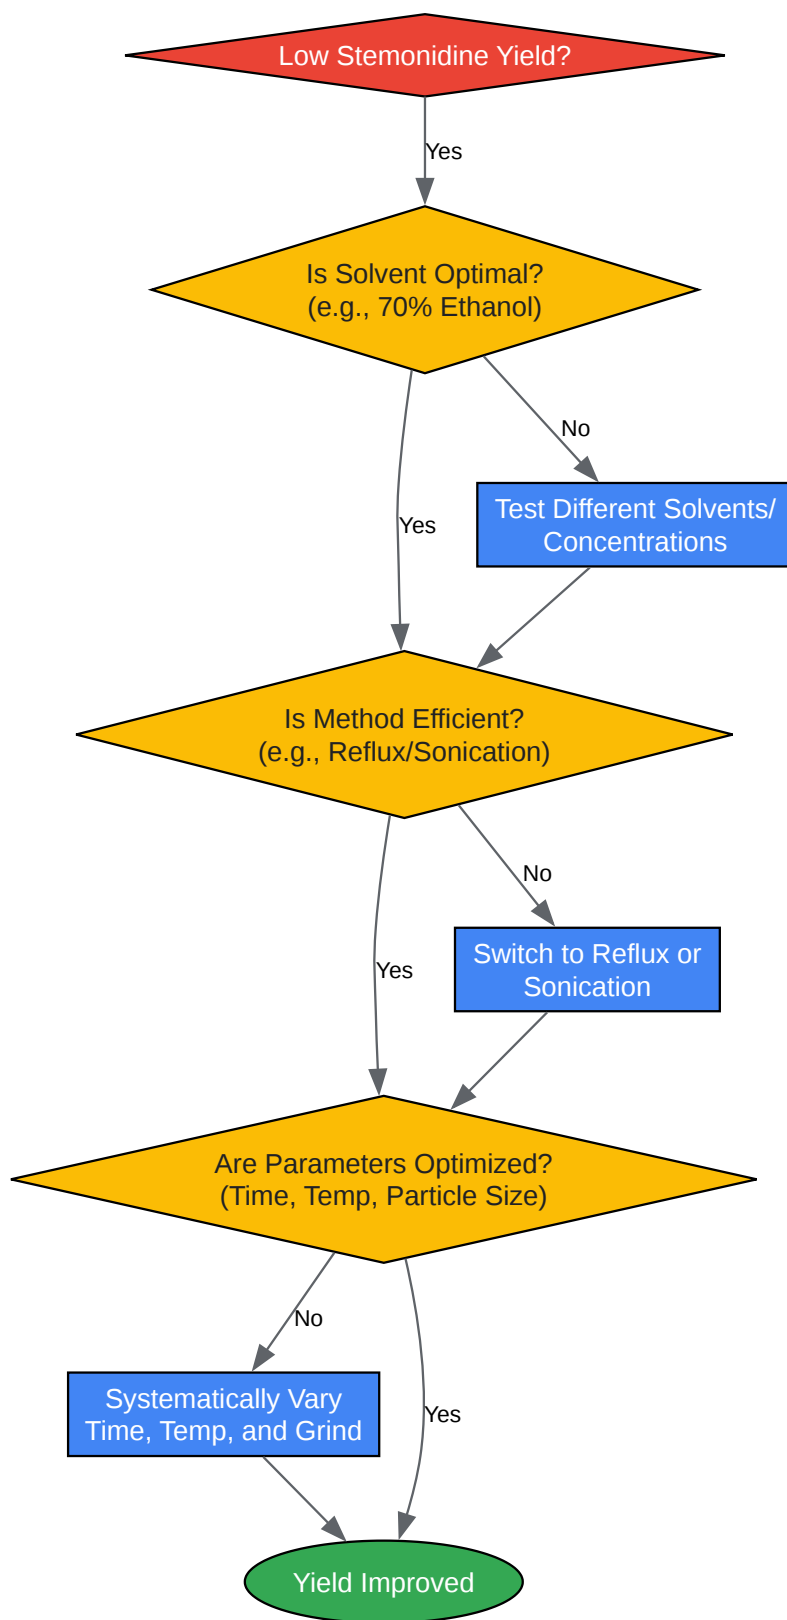 Low Stemonidine Yield?
Yes
Is Solvent Optimal?
(e.g., 70% Ethanol)
No
Test Different Solvents/
Concentrations
Yes
Is Method Efficient?
(e.g., Reflux/Sonication)
No
Switch to Reflux or
Sonication
Yes
Are Parameters Optimized?
(Time, Temp, Particle Size)
No
Systematically Vary
Time, Temp, and Grind
Yes
Yield Improved